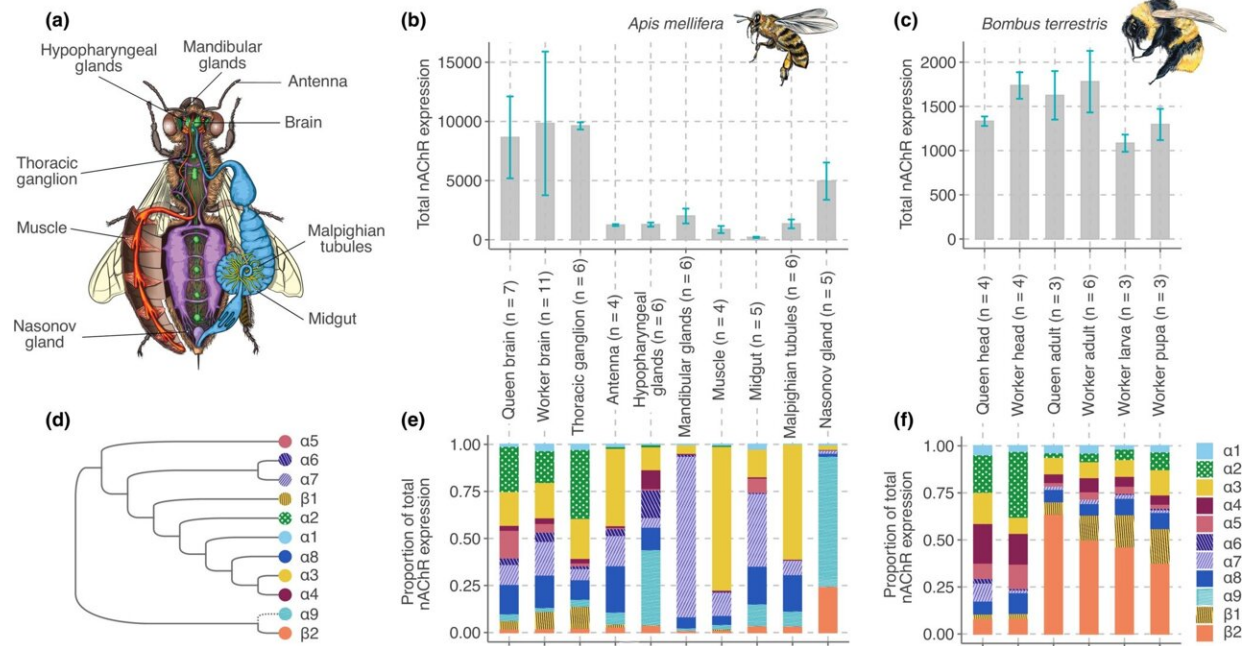 (a)
Hypopharyngeal
glands
Mandibular
glands
Antenna
Brain
Thoracic
ganglion
Muscle
Malpighian
tubules
Midgut
Nasonov
gland
(b)
Apis mellifera
Total nAChR expression
15000
10000
5000
0
Queen brain (n = 7)
Worker brain (n = 11)
Thoracic ganglion (n = 6)
Antenna (n = 4)
Hypopharyngeal
glands (n = 6)
Mandibular glands (n = 6)
Muscle (n = 4)
Midgut (n = 5)
Malpighian tubules (n = 6)
Nasonov gland (n = 5)
(c)
Bombus terrestris
Total nAChR expression
2000
1500
1000
500
0
Queen head (n = 4)
Worker head (n = 4)
Queen adult (n = 3)
Worker adult (n = 6)
Worker larva (n = 3)
Worker pupa (n = 3)
(d)
α5
α6
α7
β1
α2
α1
α8
α3
α4
α9
β2
(e)
Proportion of total
nAChR expression
1.00
0.75
0.50
0.25
0.00
(f)
Proportion of total
nAChR expression
1.00
0.75
0.50
0.25
0.00
α1
α2
α3
α4
α5
α6
α7
α8
α9
β1
β2